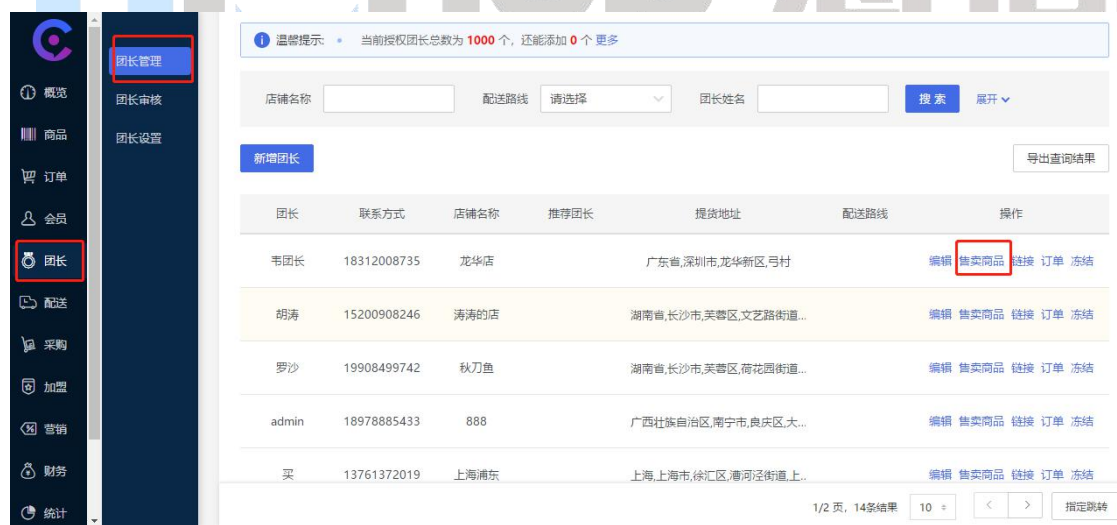 温馨提示: 当前授权团长总数为 1000 个, 还能添加 0 个 更多
团长管理
团长审核
团长设置
概览
商品
订单
会员
团长
配送
采购
加盟
营销
财务
统计
店铺名称 配送路线 请选择 团长姓名 搜索 展开
新增团长 导出查询结果
团长 联系方式 店铺名称 推荐团长 提货地址 配送路线 操作
韦团长 18312008735 龙华店 广东省,深圳市,龙华新区,弓村 编辑 售卖商品 链接 订单 冻结
胡涛 15200908246 涛涛的店 湖南省,长沙市,芙蓉区,文艺路街道... 编辑 售卖商品 链接 订单 冻结
罗沙 19908499742 秋刀鱼 湖南省,长沙市,芙蓉区,荷花园街道... 编辑 售卖商品 链接 订单 冻结
admin 18978885433 888 广西壮族自治区,南宁市,良庆区,大... 编辑 售卖商品 链接 订单 冻结
买 13761372019 上海浦东 上海,上海市,徐汇区,漕河泾街道,上... 编辑 售卖商品 链接 订单 冻结
1/2 页, 14条结果 10 指定跳转